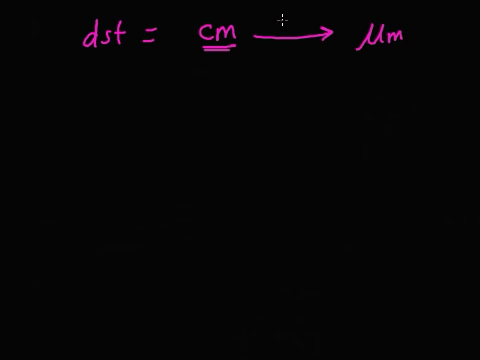 dst = cm → μm